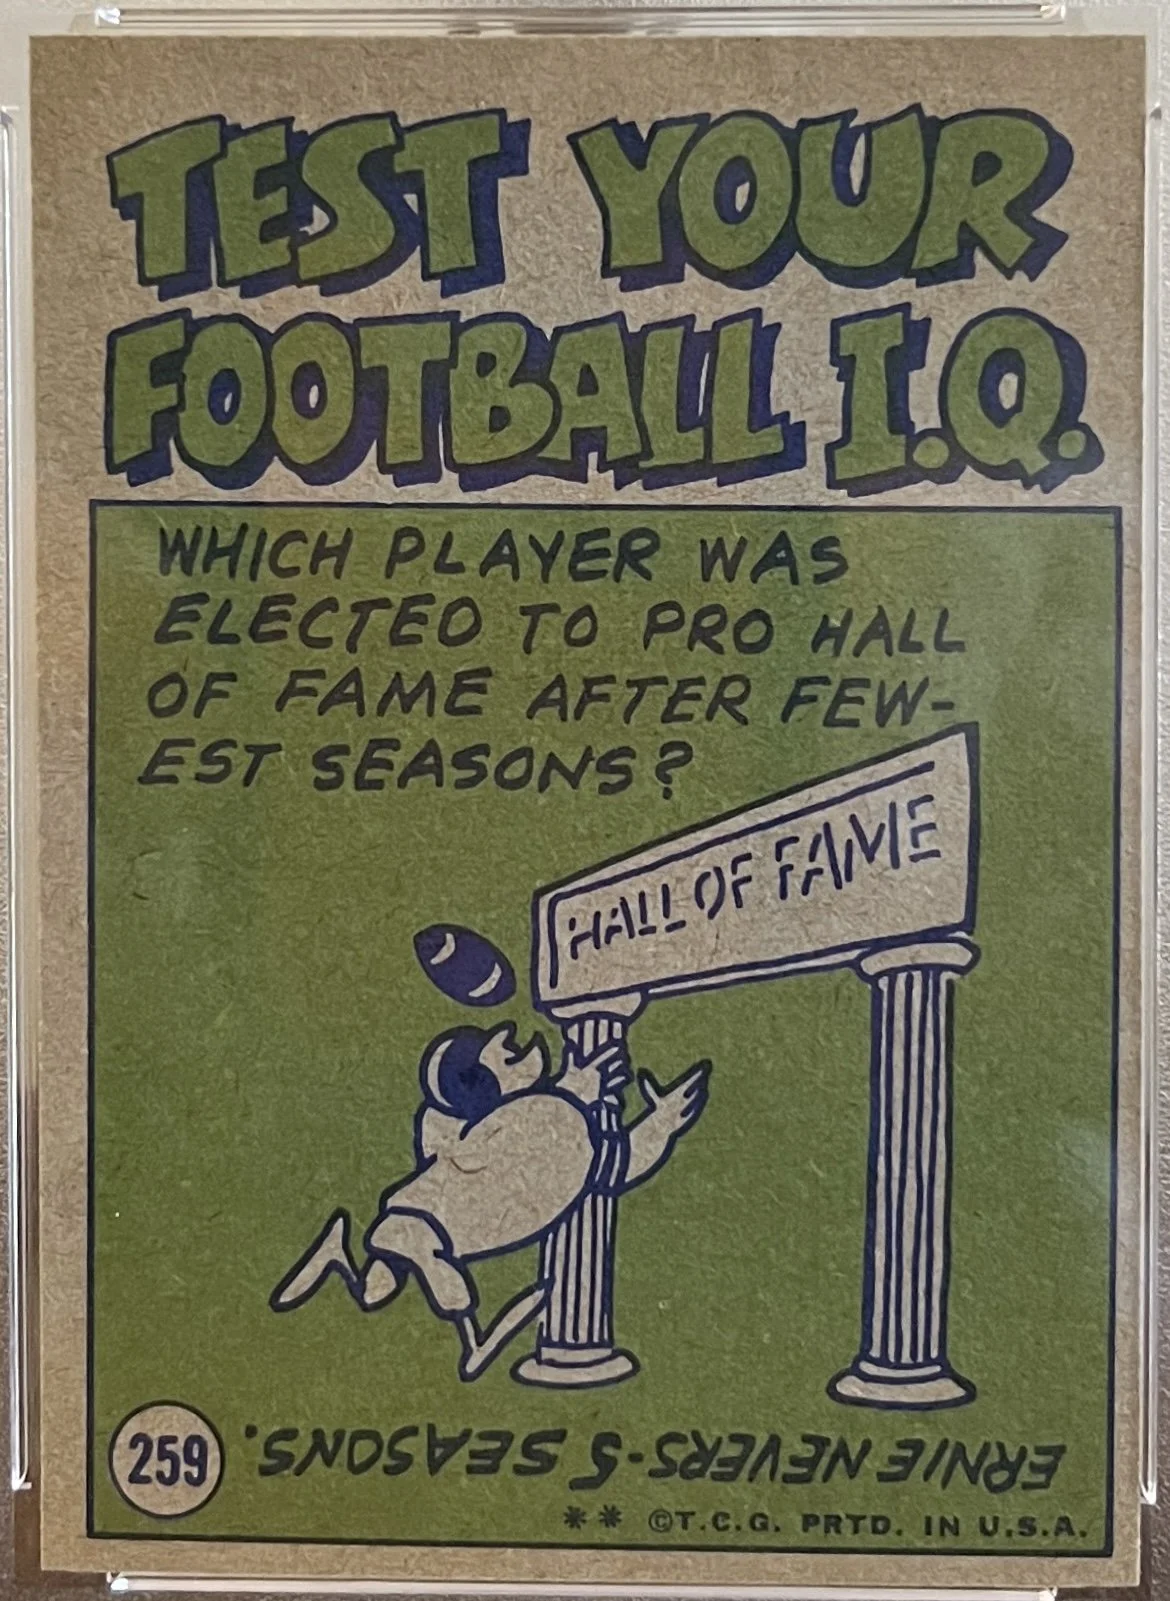 TEST YOUR
FOOTBALL I.Q.
WHICH PLAYER WAS
ELECTED TO PRO HALL
OF FAME AFTER FEW-
EST SEASONS?
HALL OF FAME
ERNIE NEVERS-5 SEASONS.
259
** ©T.C.G. PRTD. IN U.S.A.